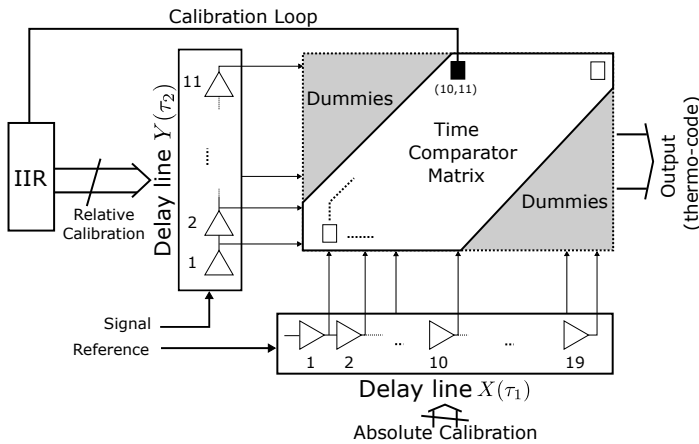 Calibration Loop
11
Dummies
(10,11)
Delay line Y(τ₂)
Time
Comparator
Matrix
Output
(thermo-code)
IIR
Relative
Calibration
2
1
Dummies
Signal
Reference
1 2 10 19
.... ......
.. ..
Delay line X(τ₁)
Absolute Calibration